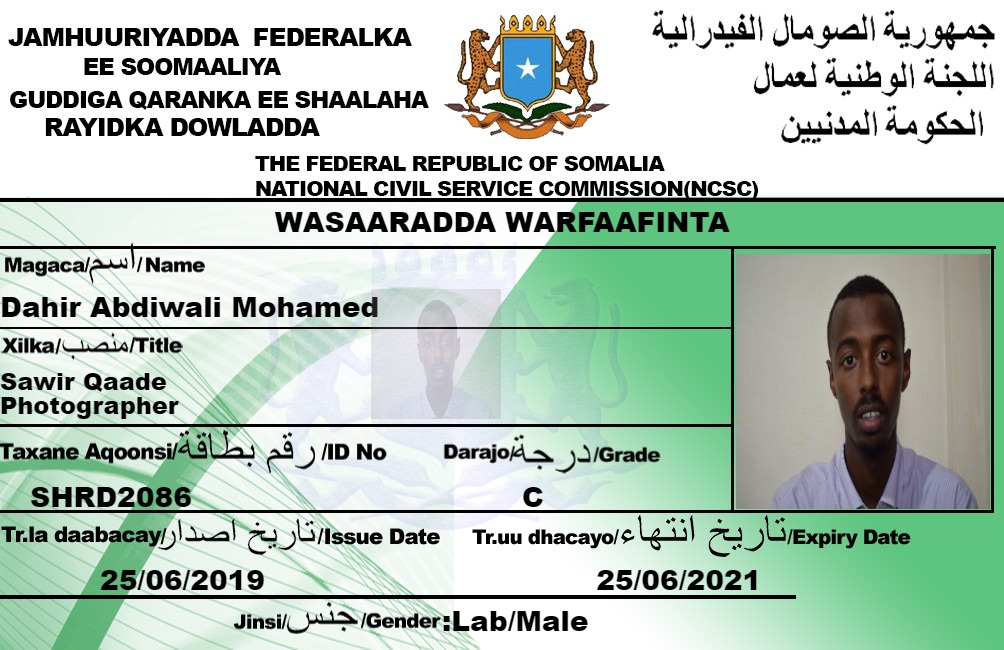 JAMHUURIYADDA FEDERALKA
EE SOOMAALIYA
GUDDIGA QARANKA EE SHAALAHA
RAYIDKA DOWLADDA
جمهورية الصومال الفيدرالية
اللجنة الوطنية لعمال
الحكومة المدنيين
THE FEDERAL REPUBLIC OF SOMALIA
NATIONAL CIVIL SERVICE COMMISSION(NCSC)
WASAARADDA WARFAAFINTA
Magaca/اسم/Name
Dahir Abdiwali Mohamed
Xilka/منصب/Title
Sawir Qaade
Photographer
Taxane Aqoonsi/رقم بطاقة/ID No
SHRD2086
Darajo/درجة/Grade
C
Tr.la daabacay/تاريخ اصدار/Issue Date
25/06/2019
Tr.uu dhacayo/تاريخ انتهاء/Expiry Date
25/06/2021
Jinsi/جنس/Gender:Lab/Male